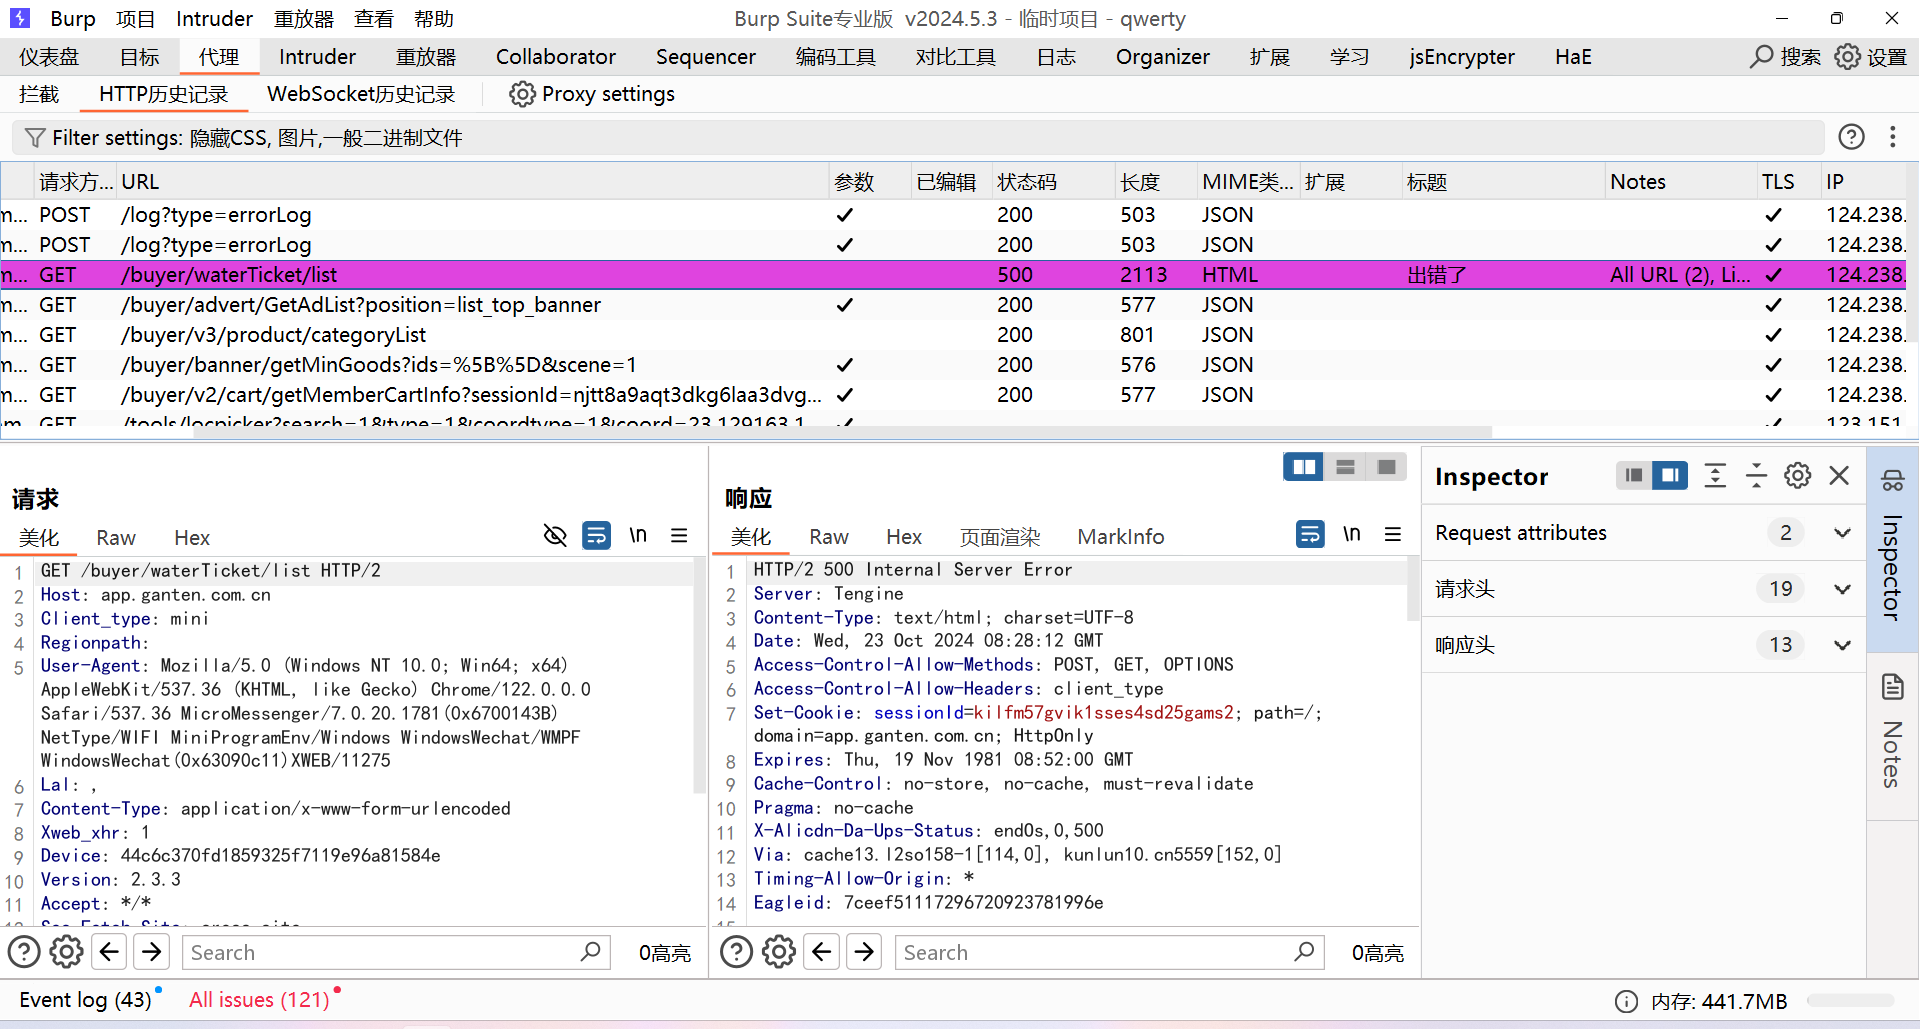 Burp 项目 Intruder 重放器 查看 帮助 Burp Suite专业版 v2024.5.3 - 临时项目 - qwerty
仪表盘 目标 代理 Intruder 重放器 Collaborator Sequencer 编码工具 对比工具 日志 Organizer 扩展 学习 jsEncrypter HaE 搜索 设置
拦截 HTTP历史记录 WebSocket历史记录 Proxy settings
Filter settings: 隐藏CSS, 图片,一般二进制文件
请求方... URL 参数 已编辑 状态码 长度 MIME类... 扩展 标题 Notes TLS IP
m... POST /log?type=errorLog ✓ 200 503 JSON ✓ 124.238.
m... POST /log?type=errorLog ✓ 200 503 JSON ✓ 124.238.
m... GET /buyer/waterTicket/list 500 2113 HTML 出错了 All URL (2), Li... ✓ 124.238.
m... GET /buyer/advert/GetAdList?position=list_top_banner ✓ 200 577 JSON ✓ 124.238.
m... GET /buyer/v3/product/categoryList 200 801 JSON ✓ 124.238.
m... GET /buyer/banner/getMinGoods?ids=%5B%5D&scene=1 ✓ 200 576 JSON ✓ 124.238.
m... GET /buyer/v2/cart/getMemberCartInfo?sessionId=njtt8a9aqt3dkg6laa3dvg... ✓ 200 577 JSON ✓ 124.238.
m... GET /tools/locpicker?search=1&type=1&coordtype=1&coord=23.129163,1 ✓ ✓ 123.151
请求
美化 Raw Hex \n
1 GET /buyer/waterTicket/list HTTP/2
2 Host: app.ganten.com.cn
3 Client_type: mini
4 Regionpath:
5 User-Agent: Mozilla/5.0 (Windows NT 10.0; Win64; x64)
AppleWebKit/537.36 (KHTML, like Gecko) Chrome/122.0.0.0
Safari/537.36 MicroMessenger/7.0.20.1781(0x6700143B)
NetType/WIFI MiniProgramEnv/Windows WindowsWechat/WMPF
WindowsWechat(0x63090c11)XWEB/11275
6 Lal: ,
7 Content-Type: application/x-www-form-urlencoded
8 Xweb_xhr: 1
9 Device: 44c6c370fd1859325f7119e96a81584e
10 Version: 2.3.3
11 Accept: */*
12 Sec-Fetch-Site: cross-site
Search 0高亮
响应
美化 Raw Hex 页面渲染 MarkInfo \n
1 HTTP/2 500 Internal Server Error
2 Server: Tengine
3 Content-Type: text/html; charset=UTF-8
4 Date: Wed, 23 Oct 2024 08:28:12 GMT
5 Access-Control-Allow-Methods: POST, GET, OPTIONS
6 Access-Control-Allow-Headers: client_type
7 Set-Cookie: sessionId=kilfm57gvik1sses4sd25gams2; path=/;
domain=app.ganten.com.cn; HttpOnly
8 Expires: Thu, 19 Nov 1981 08:52:00 GMT
9 Cache-Control: no-store, no-cache, must-revalidate
10 Pragma: no-cache
11 X-Alicdn-Da-Ups-Status: endOs,0,500
12 Via: cache13.l2so158-1[114,0], kunlun10.cn5559[152,0]
13 Timing-Allow-Origin: *
14 Eagleid: 7ceef51117296720923781996e
15
Search 0高亮
Inspector
Request attributes 2
请求头 19
响应头 13
Inspector
Notes
Event log (43) All issues (121) 内存: 441.7MB